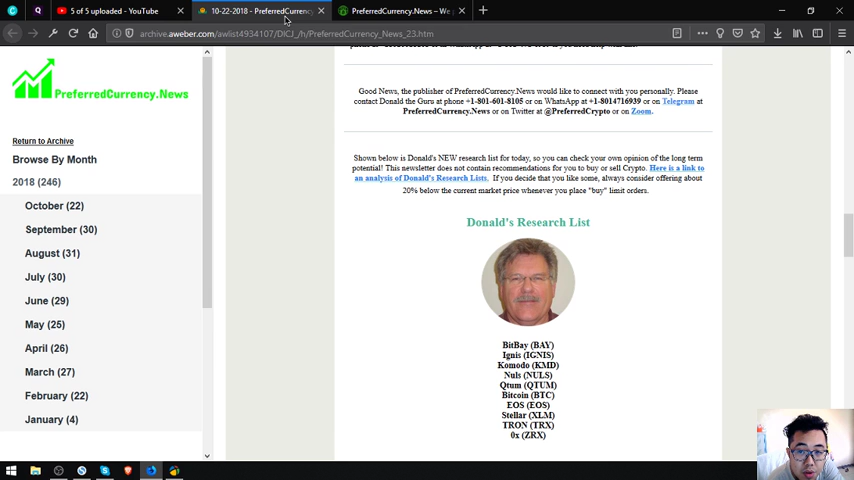 5 of 5 uploaded - YouTube
10-22-2018 - PreferredCurrency
PreferredCurrency.News – We p
archive.aweber.com/awlist4934107/DICJ_/h/PreferredCurrency_News_23.htm
PreferredCurrency.News
Return to Archive
Browse By Month
2018 (246)
October (22)
September (30)
August (31)
July (30)
June (29)
May (25)
April (26)
March (27)
February (22)
January (4)
Good News, the publisher of PreferredCurrency.News would like to connect with you personally. Please
contact Donald the Guru at phone +1-801-601-8105 or on WhatsApp at +1-8014716939 or on Telegram at
PreferredCurrency.News or on Twitter at @PreferredCrypto or on Zoom.
Shown below is Donald's NEW research list for today, so you can check your own opinion of the long term
potential! This newsletter does not contain recommendations for you to buy or sell Crypto. Here is a link to
an analysis of Donald's Research Lists. If you decide that you like some, always consider offering about
20% below the current market price whenever you place "buy" limit orders.
Donald's Research List
BitBay (BAY)
Ignis (IGNIS)
Komodo (KMD)
Nuls (NULS)
Qtum (QTUM)
Bitcoin (BTC)
EOS (EOS)
Stellar (XLM)
TRON (TRX)
0x (ZRX)